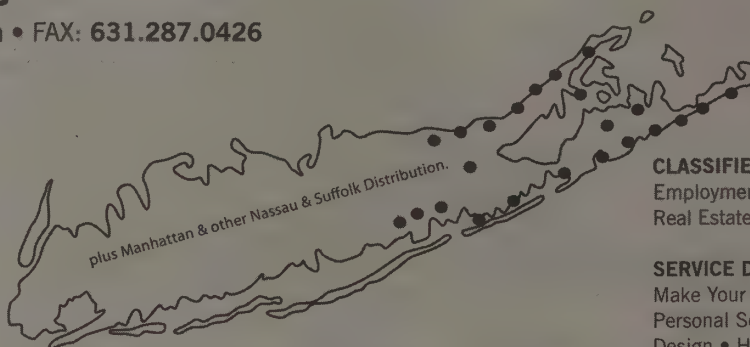 • FAX: 631.287.0426
plus Manhattan & other Nassau & Suffolk Distribution.
CLASSIFIE
Employmen
Real Estate
SERVICE D
Make Your
Personal Se
Design • H